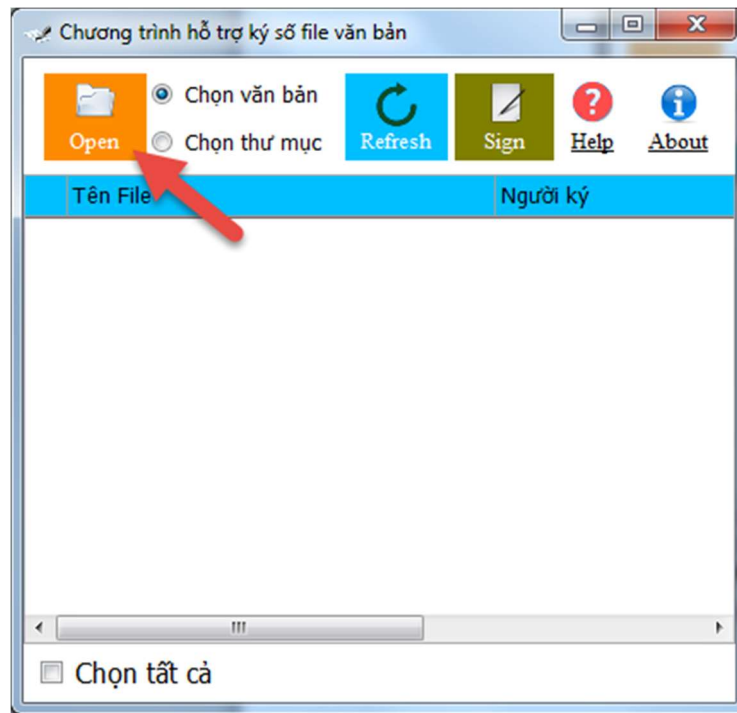 Chương trình hỗ trợ ký số file văn bản
Chọn văn bản
Open Chọn thư mục Refresh Sign Help About
Tên File Người ký
Chọn tất cả